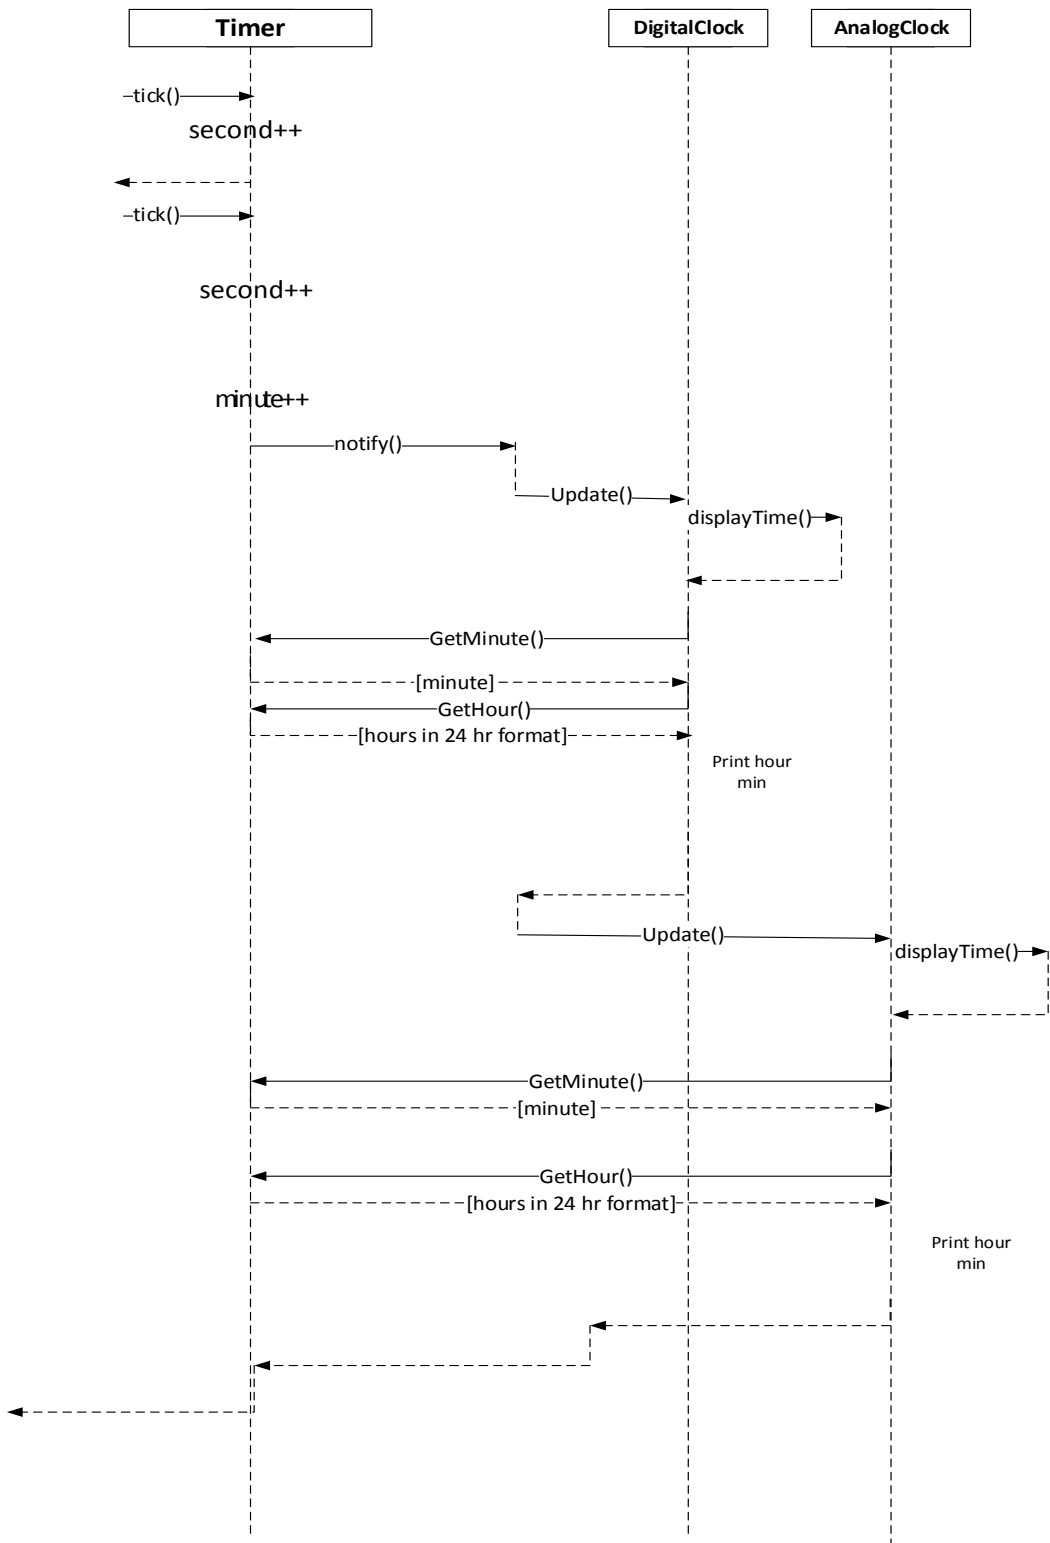 Timer
DigitalClock
AnalogClock
tick()
second++
tick()
second++
minute++
notify()
Update()
displayTime()
GetMinute()
[minute]
GetHour()
[hours in 24 hr format]
Print hour
min
Update()
displayTime()
GetMinute()
[minute]
GetHour()
[hours in 24 hr format]
Print hour
min